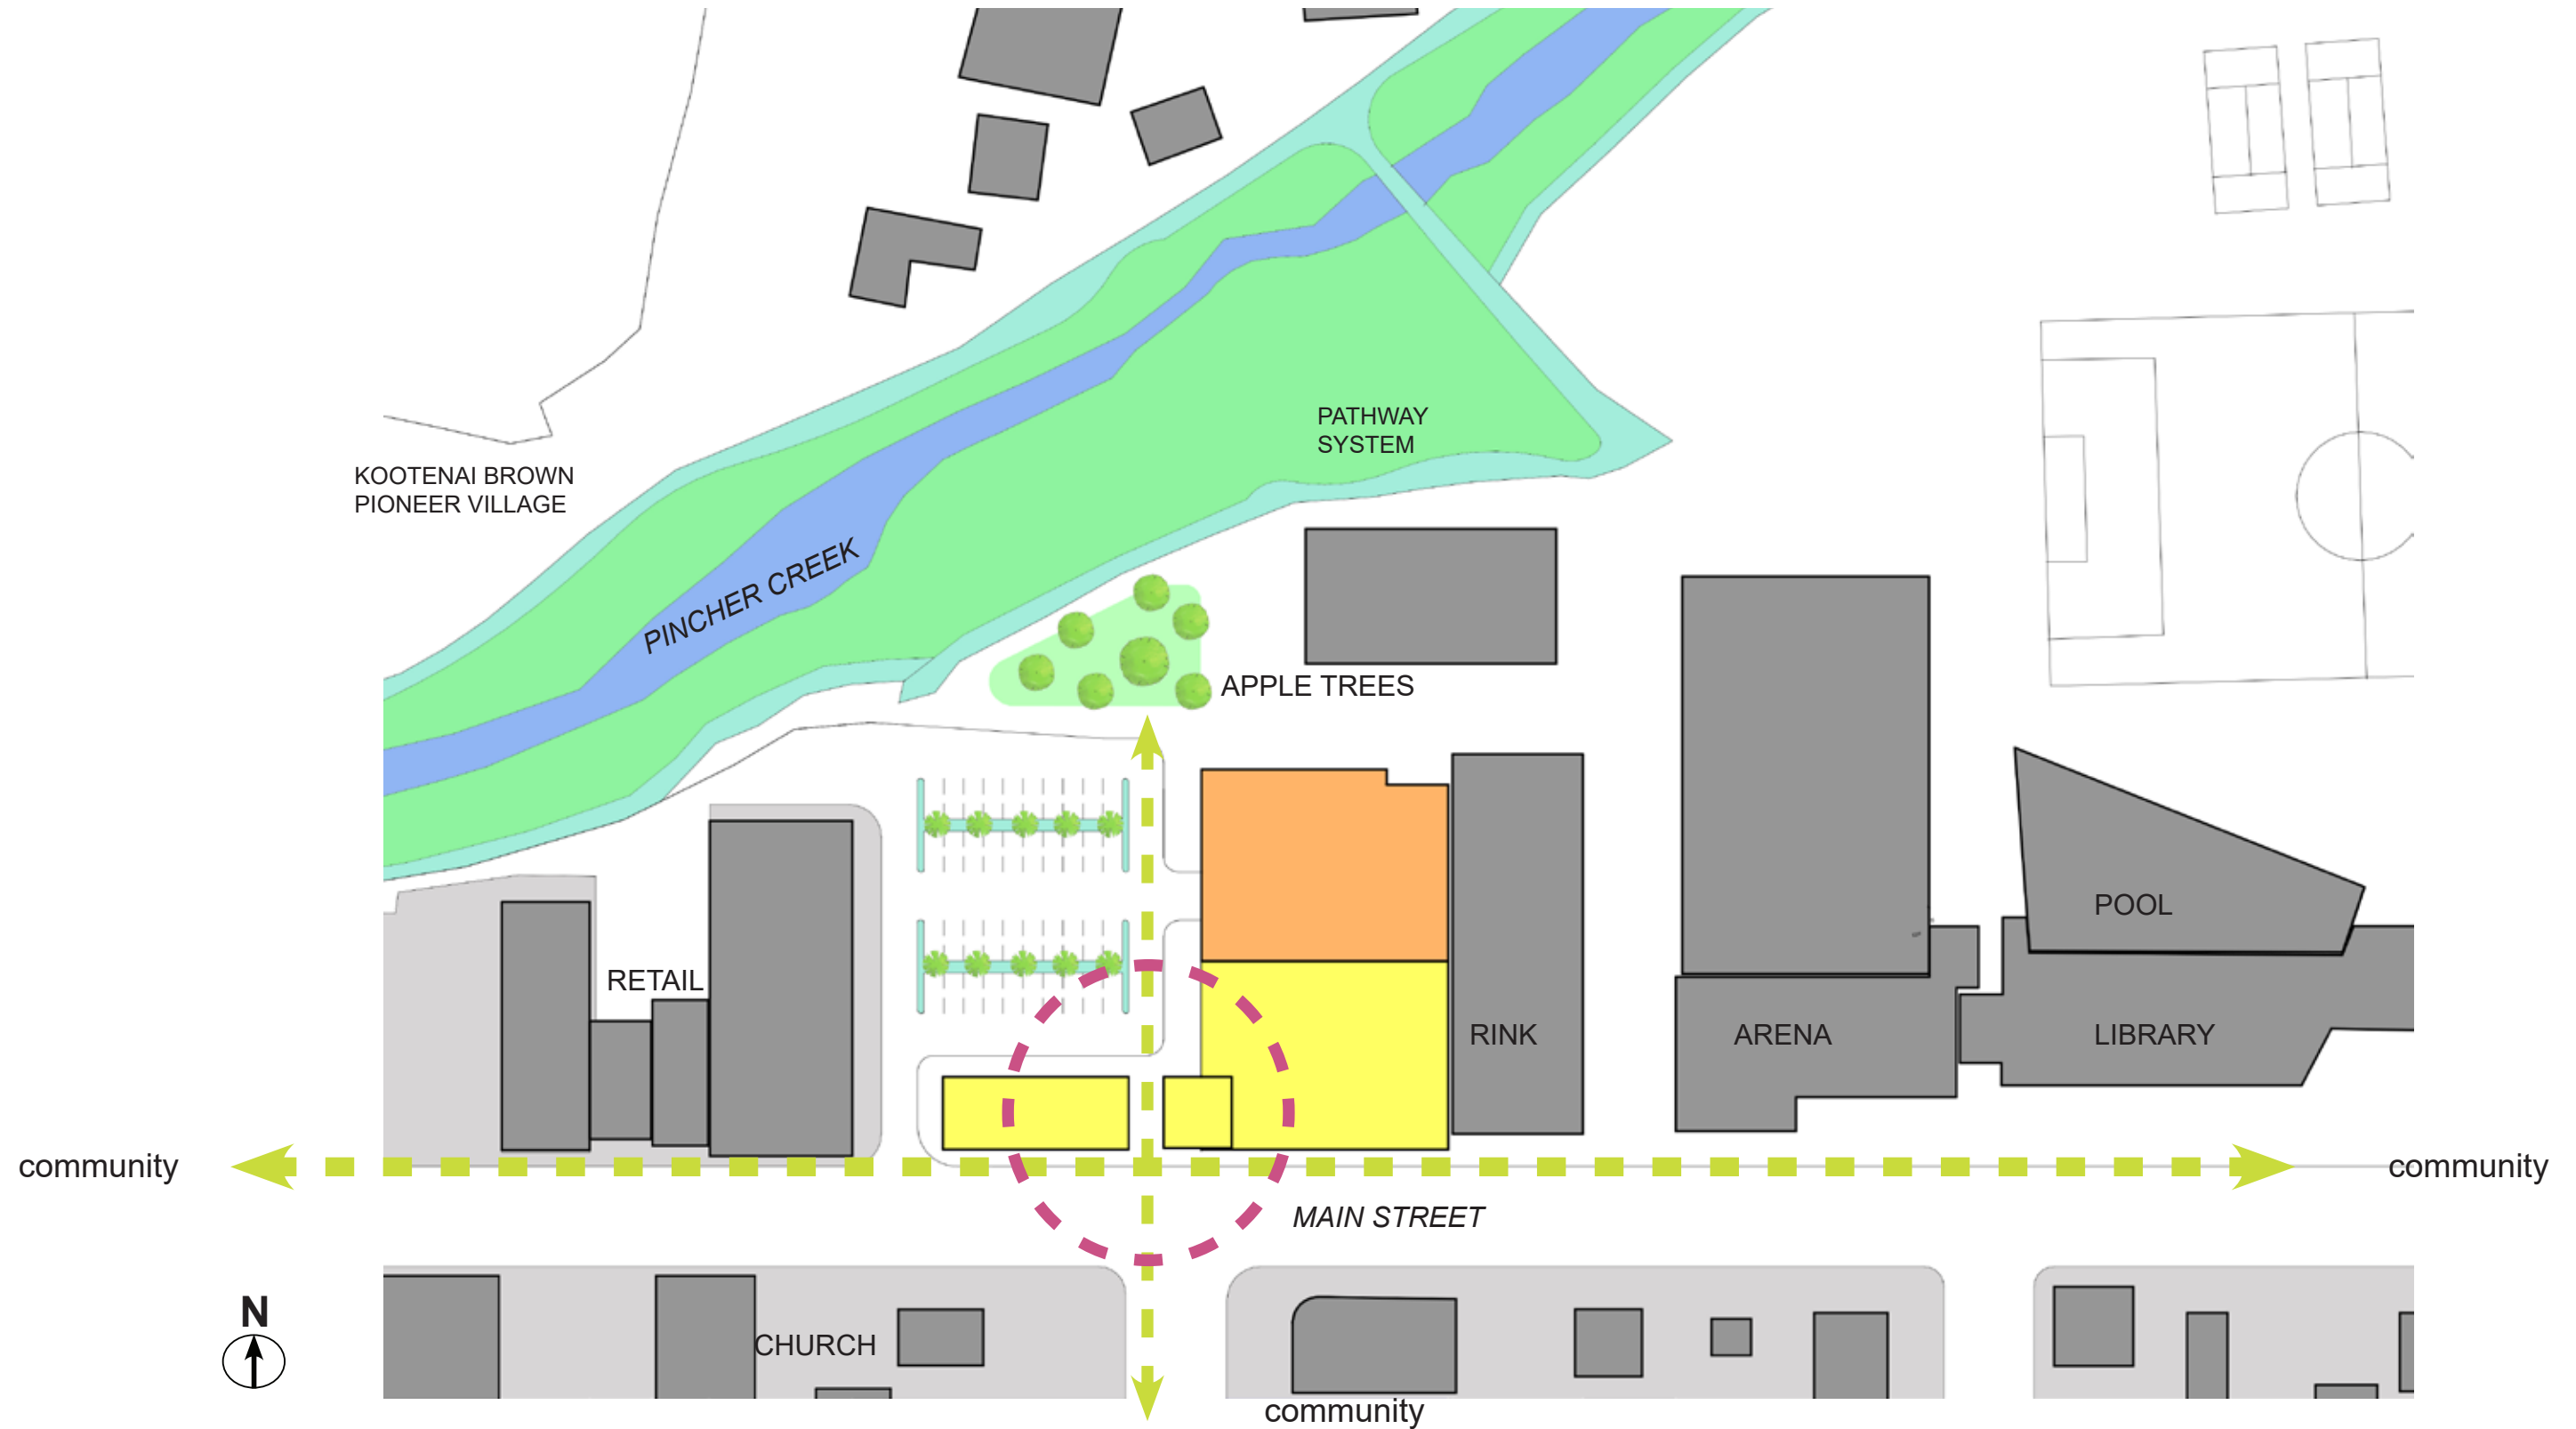 PATHWAY
SYSTEM
KOOTENAI BROWN
PIONEER VILLAGE
PINCHER CREEK
APPLE TREES
POOL
RETAIL
RINK
ARENA
LIBRARY
community
community
MAIN STREET
N
CHURCH
community